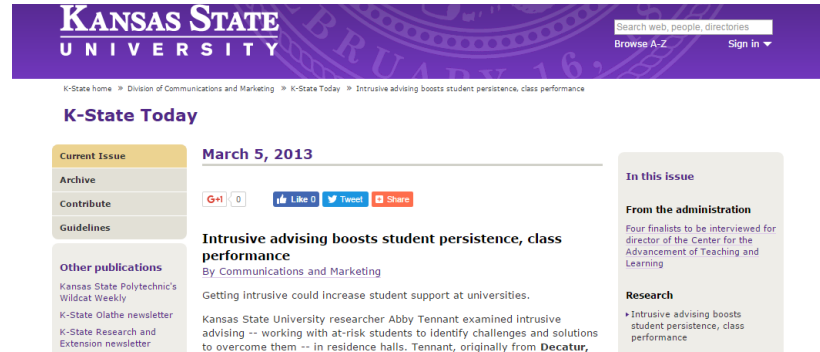 KANSAS STATE
UNIVERSITY
Search web, people, directories
Browse A-Z
Sign in
FEBRUARY 16,
K-State home » Division of Communications and Marketing » K-State Today » Intrusive advising boosts student persistence, class performance
K-State Today
Current Issue
Archive
Contribute
Guidelines
Other publications
Kansas State Polytechnic's
Wildcat Weekly
K-State Olathe newsletter
K-State Research and
Extension newsletter
March 5, 2013
G+1 0
Like 0
Tweet
Share
Intrusive advising boosts student persistence, class
performance
By Communications and Marketing
Getting intrusive could increase student support at universities.
Kansas State University researcher Abby Tennant examined intrusive
advising -- working with at-risk students to identify challenges and solutions
to overcome them -- in residence halls. Tennant, originally from Decatur,
In this issue
From the administration
Four finalists to be interviewed for
director of the Center for the
Advancement of Teaching and
Learning
Research
Intrusive advising boosts
student persistence, class
performance